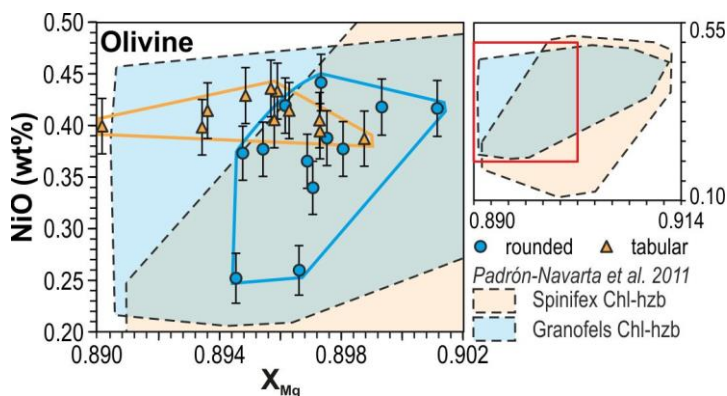 Olivine
NiO (wt%)
0.50
0.45
0.40
0.35
0.30
0.25
0.20
0.890
0.894
0.898
0.902
X_Mg
0.55
0.10
0.890
0.914
rounded
tabular
Padrón-Navarta et al. 2011
Spinifex Chl-hzb
Granofels Chl-hzb